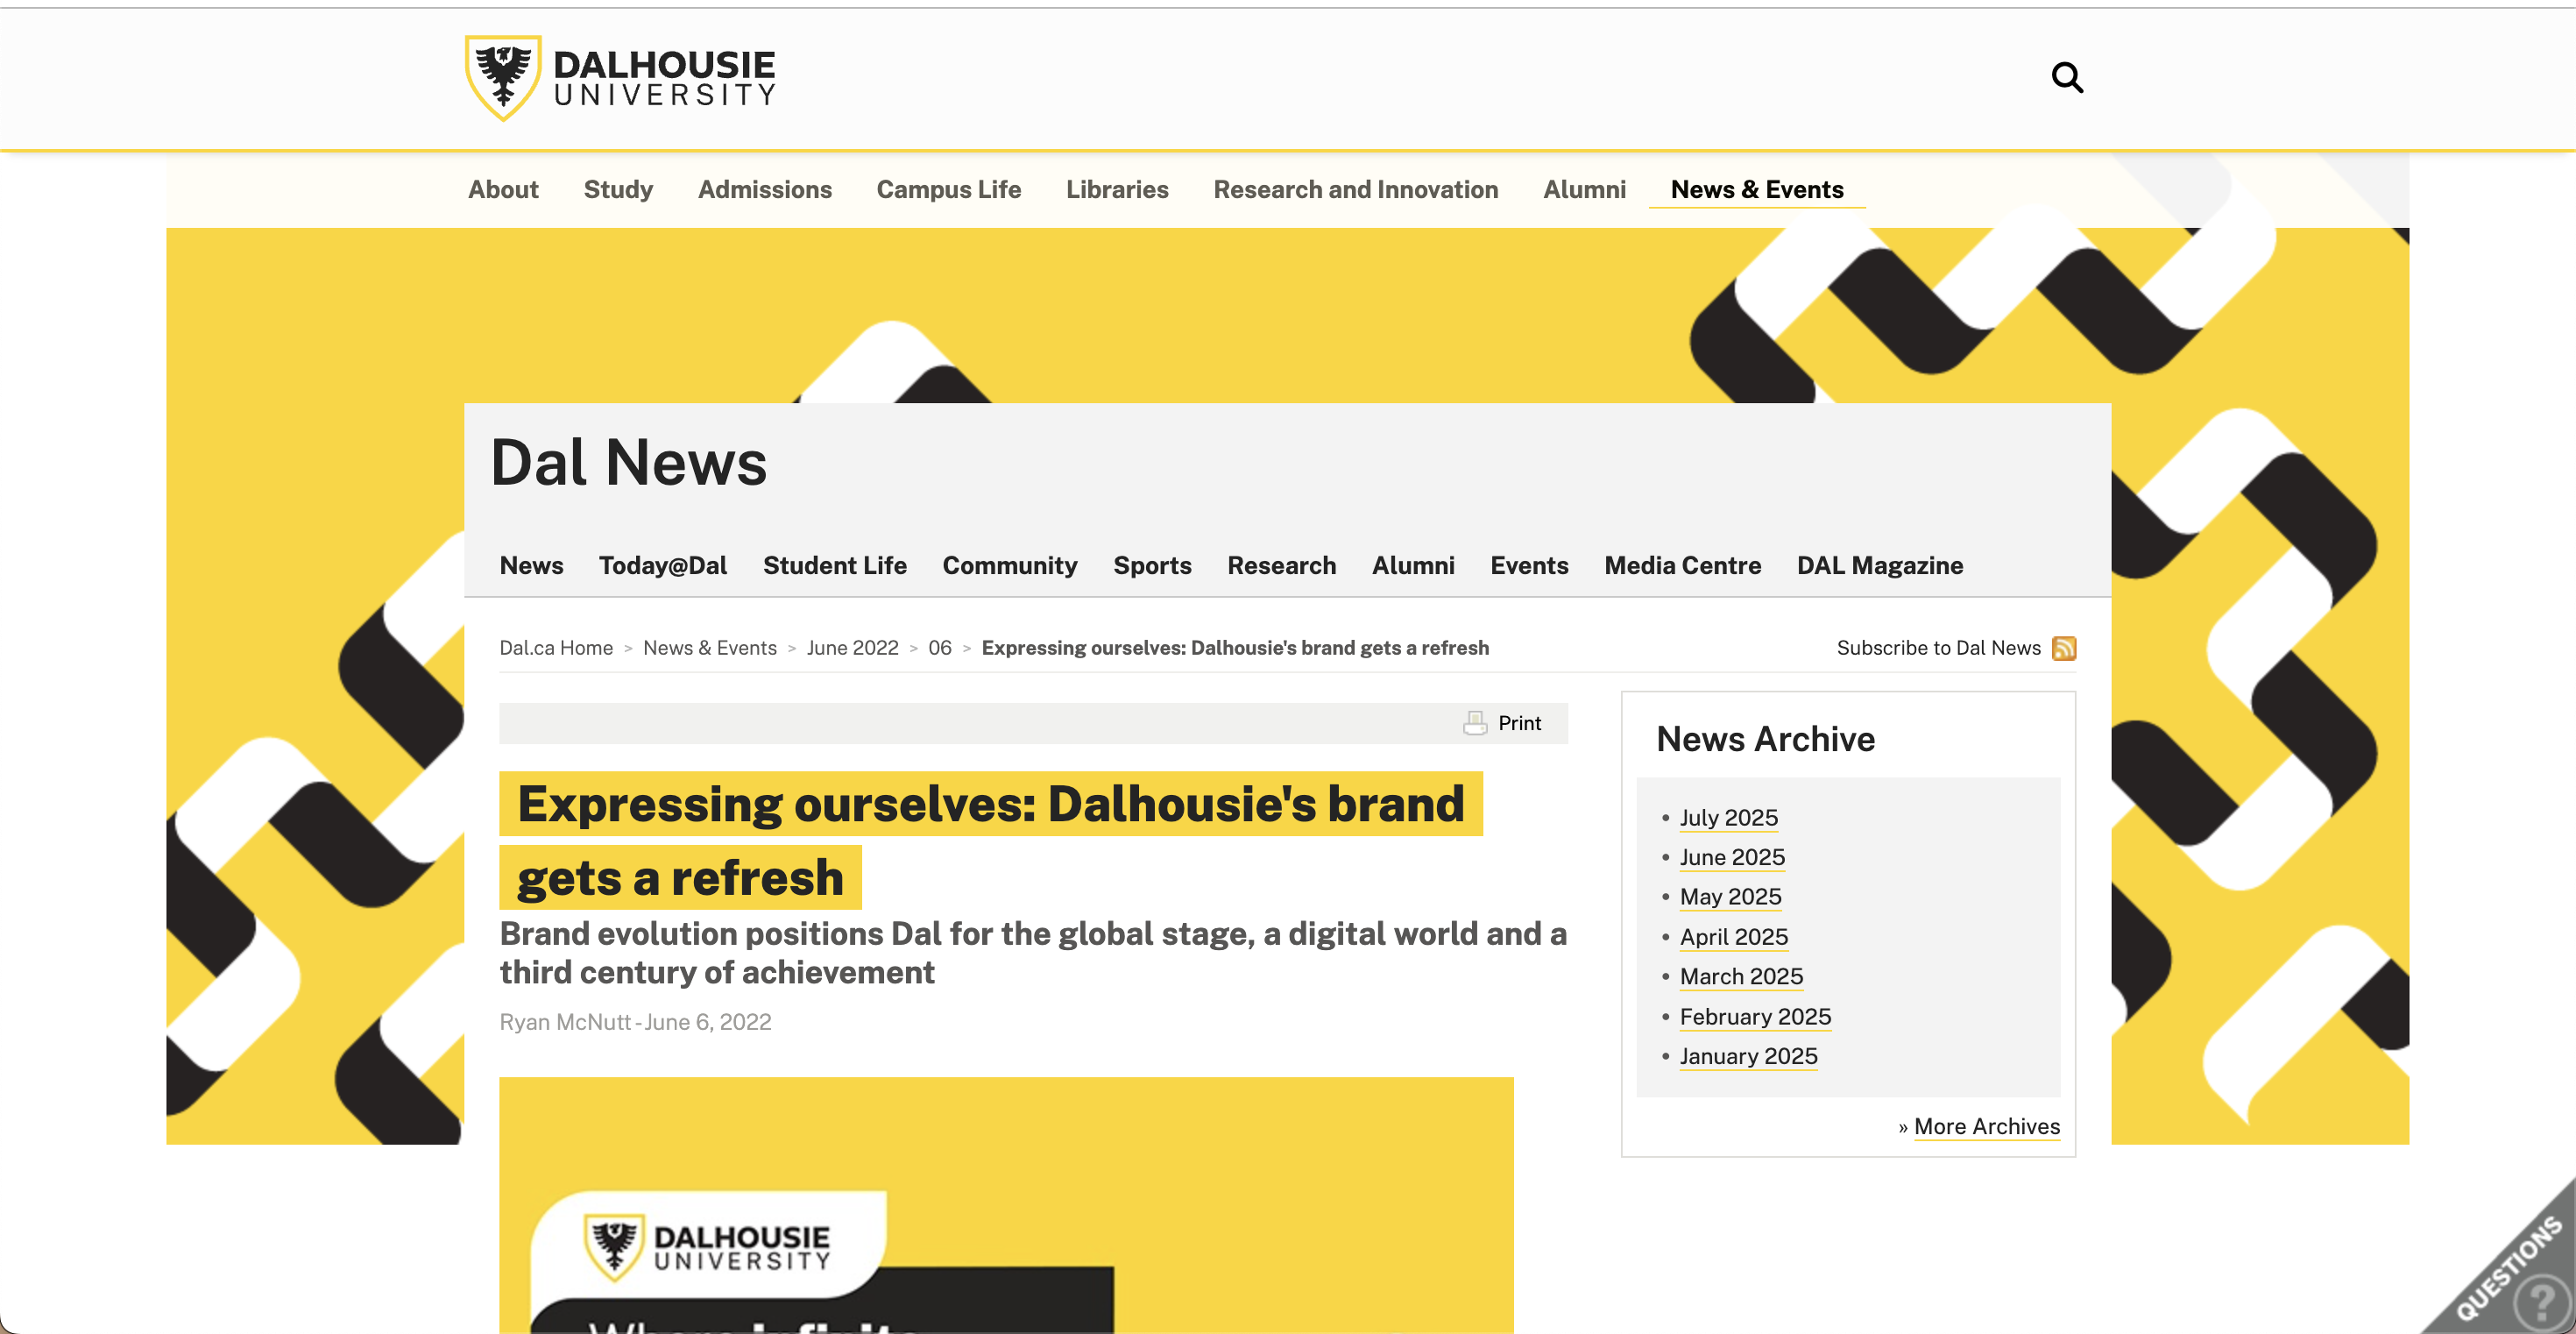 DALHOUSIE
UNIVERSITY
About Study Admissions Campus Life Libraries Research and Innovation Alumni News & Events
Dal News
News Today@Dal Student Life Community Sports Research Alumni Events Media Centre DAL Magazine
Dal.ca Home > News & Events > June 2022 > 06 > Expressing ourselves: Dalhousie's brand gets a refresh
Subscribe to Dal News
Print
Expressing ourselves: Dalhousie's brand
gets a refresh
Brand evolution positions Dal for the global stage, a digital world and a
third century of achievement
Ryan McNutt - June 6, 2022
DALHOUSIE
UNIVERSITY
Where infinite
News Archive
• July 2025
• June 2025
• May 2025
• April 2025
• March 2025
• February 2025
• January 2025
» More Archives
QUESTIONS
?